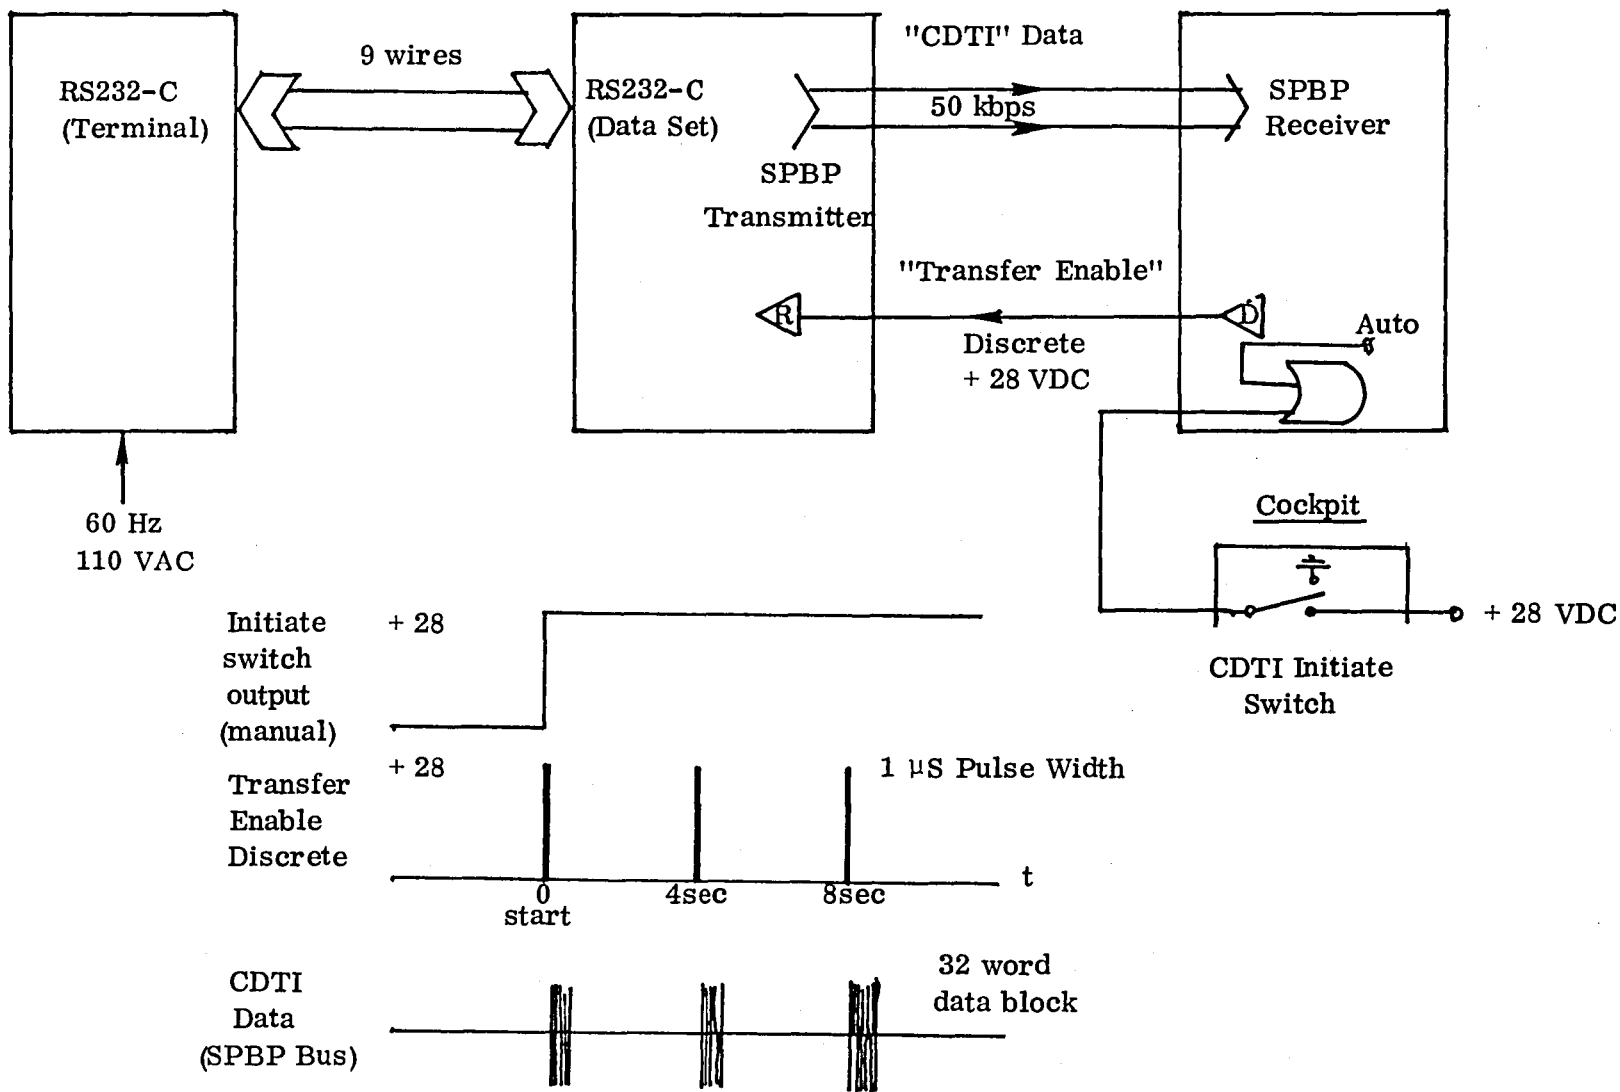 9 wires
RS232-C
(Terminal)
RS232-C
(Data Set)
SPBP
Transmitter
"CDTI" Data
50 kbps
SPBP
Receiver
"Transfer Enable"
R
D
Discrete
+ 28 VDC
Auto
60 Hz
110 VAC
Cockpit
+ 28 VDC
CDTI Initiate
Switch
Initiate
switch
output
(manual)
+ 28
Transfer
Enable
Discrete
+ 28
1 µS Pulse Width
0
start
4sec
8sec
t
CDTI
Data
(SPBP Bus)
32 word
data block